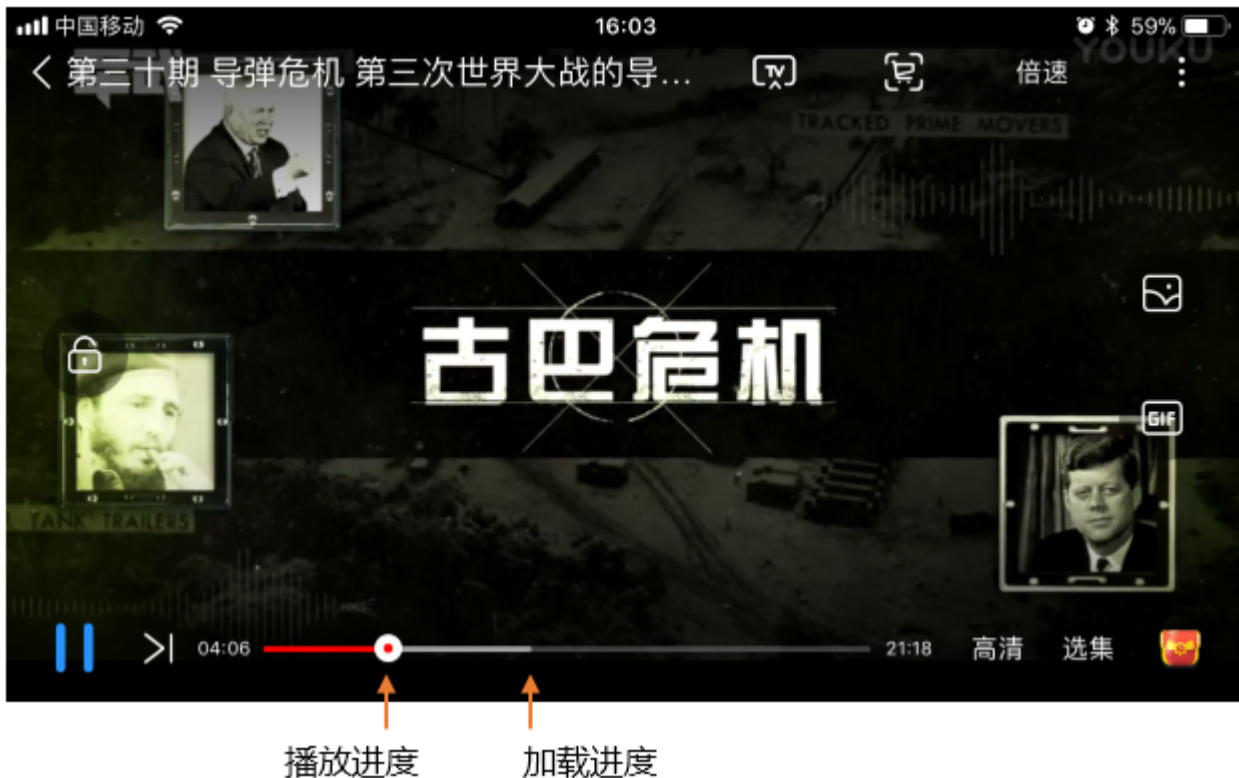 中国移动
16:03
59%
YOUKU
第三十期 导弹危机 第三次世界大战的导...
TV
倍速
TRACKED PRIME MOVERS
古巴危机
GIF
TANK TRAILERS
04:06
21:18
高清
选集
播放进度
加载进度